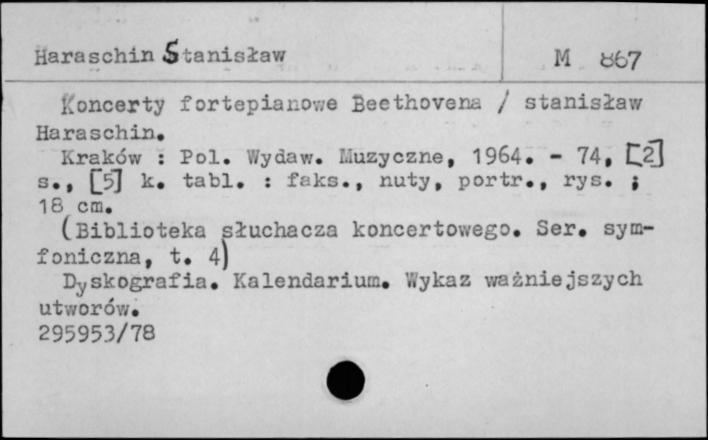 Haraschin Stanisław
M 867
Koncerty fortepianowe Beethovena / stanisław
Haraschin.
Kraków : Pol. Wydaw. Muzyczne, 1964. - 74, [2]
s., [5] k. tabl. : faks., nuty, portr., rys. ;
18 cm.
(Biblioteka słuchacza koncertowego. Ser. sym-
foniczna, t. 4)
Dyskografia. Kalendarium. Wykaz ważniejszych
utworów.
295953/78